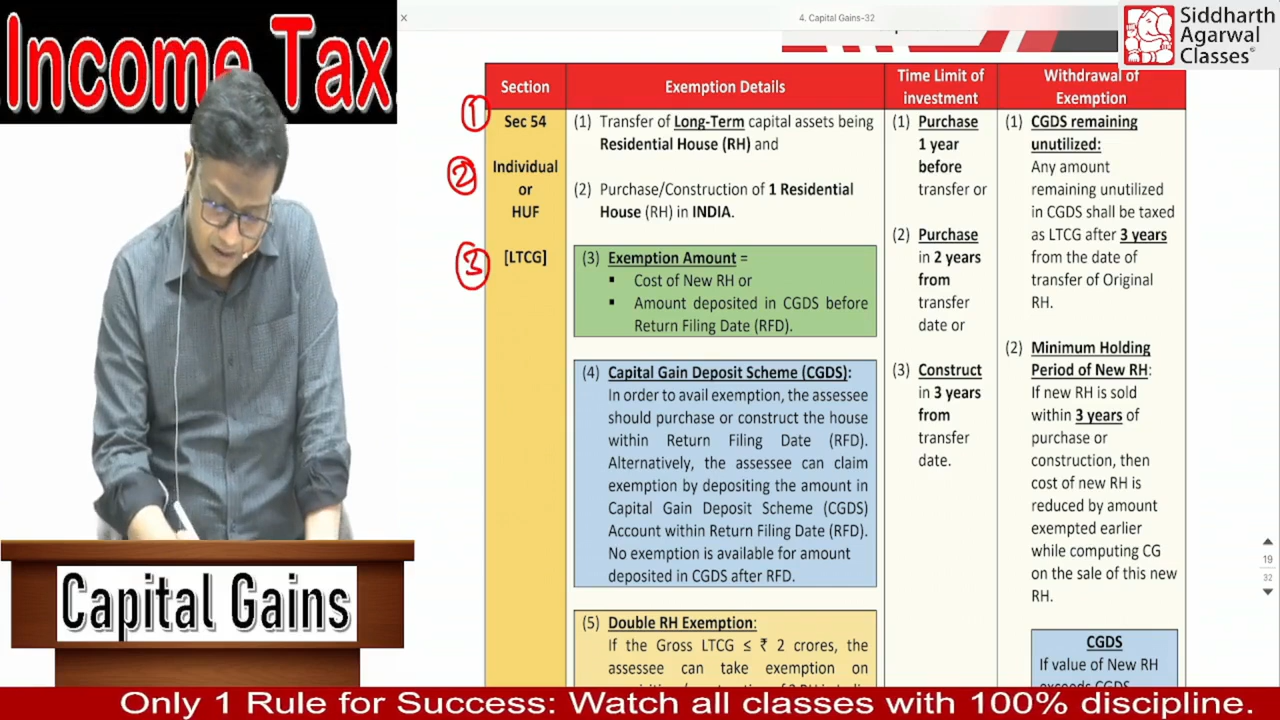 Income Tax
Capital Gains
×
4. Capital Gains-32
Siddharth
Agarwal
Classes®
Section
Exemption Details
Time Limit of
investment
Withdrawal of
Exemption
①
Sec 54
②
Individual
or
HUF
③
[LTCG]
(1) Transfer of Long-Term capital assets being
Residential House (RH) and
(2) Purchase/Construction of 1 Residential
House (RH) in INDIA.
(3) Exemption Amount =
▪ Cost of New RH or
▪ Amount deposited in CGDS before
Return Filing Date (RFD).
(4) Capital Gain Deposit Scheme (CGDS):
In order to avail exemption, the assessee
should purchase or construct the house
within Return Filing Date (RFD).
Alternatively, the assessee can claim
exemption by depositing the amount in
Capital Gain Deposit Scheme (CGDS)
Account within Return Filing Date (RFD).
No exemption is available for amount
deposited in CGDS after RFD.
(5) Double RH Exemption:
If the Gross LTCG ≤ ₹ 2 crores, the
assessee can take exemption on
(1) Purchase
1 year
before
transfer or
(2) Purchase
in 2 years
from
transfer
date or
(3) Construct
in 3 years
from
transfer
date.
(1) CGDS remaining
unutilized:
Any amount
remaining unutilized
in CGDS shall be taxed
as LTCG after 3 years
from the date of
transfer of Original
RH.
(2) Minimum Holding
Period of New RH:
If new RH is sold
within 3 years of
purchase or
construction, then
cost of new RH is
reduced by amount
exempted earlier
while computing CG
on the sale of this new
RH.
CGDS
If value of New RH
exceeds CGDS
19
32
Only 1 Rule for Success: Watch all classes with 100% discipline.